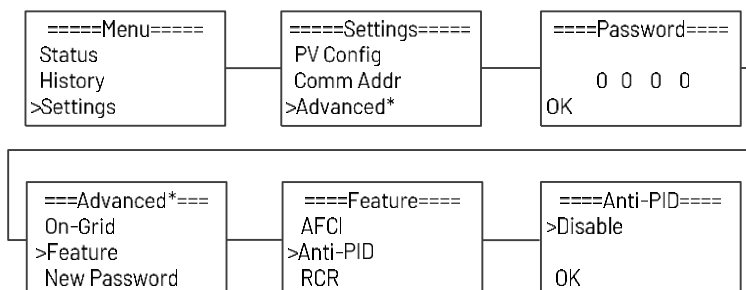 =====Menu=====
Status
History
>Settings
=====Settings=====
PV Config
Comm Addr
>Advanced*
====Password====
0 0 0 0
OK
===Advanced*===
On-Grid
>Feature
New Password
====Feature====
AFCI
>Anti-PID
RCR
====Anti-PID====
>Disable
OK